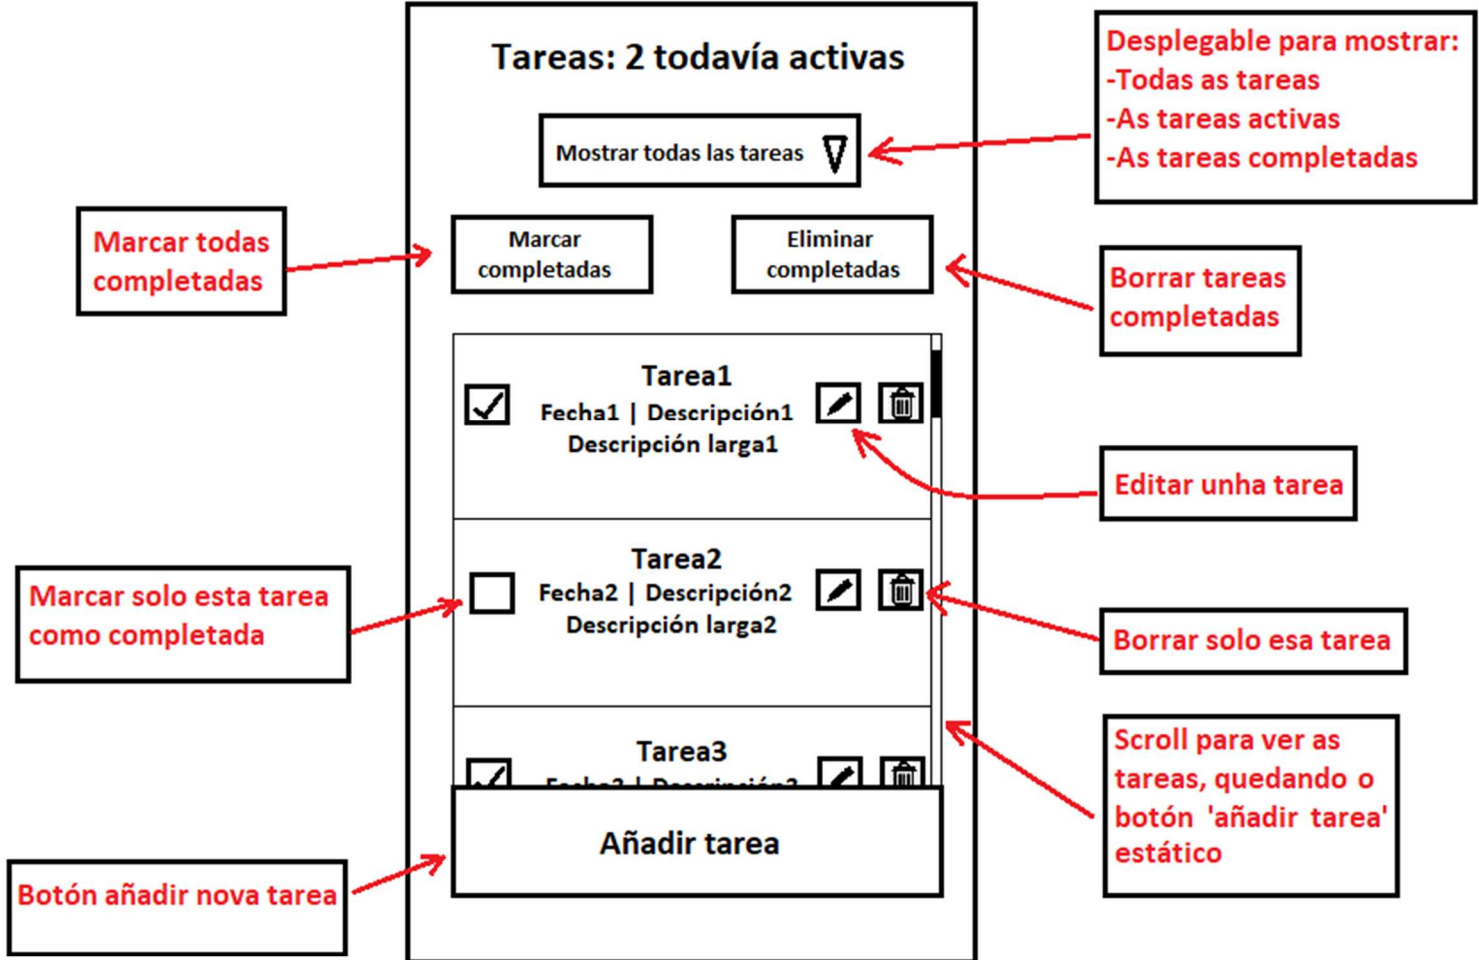 Tareas: 2 todavía activas
Mostrar todas las tareas
Desplegable para mostrar:
-Todas as tareas
-As tareas activas
-As tareas completadas
Marcar todas
completadas
Marcar
completadas
Eliminar
completadas
Borrar tareas
completadas
Tarea1
Fecha1 | Descripción1
Descripción larga1
Editar unha tarea
Tarea2
Fecha2 | Descripción2
Descripción larga2
Marcar solo esta tarea
como completada
Borrar solo esa tarea
Tarea3
Fecha3 | Descripción3
Scroll para ver as
tareas, quedando o
botón 'añadir tarea'
estático
Añadir tarea
Botón añadir nova tarea